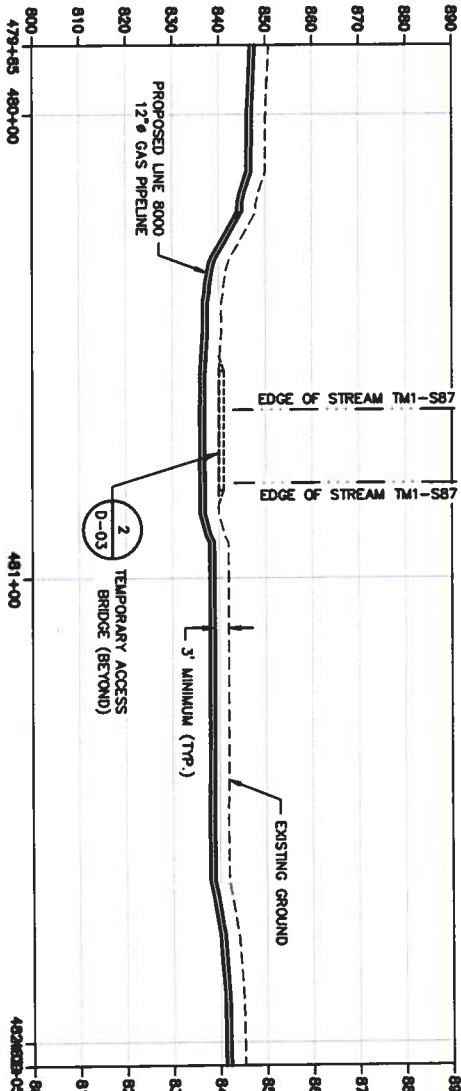 890
880
870
860
850
840
830
820
810
800
479+85
480+00
481+00
EDGE OF STREAM TM1-S87
EDGE OF STREAM TM1-S87
PROPOSED LINE 8000
12"ø GAS PIPELINE
2
D-03
TEMPORARY ACCESS
BRIDGE (BEYOND)
3' MINIMUM (TYP.)
EXISTING GROUND